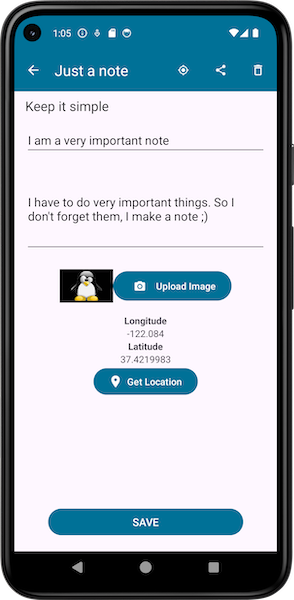 1:05
Just a note
Keep it simple
I am a very important note
I have to do very important things. So I
don't forget them, I make a note ;)
Upload Image
Longitude
-122.084
Latitude
37.4219983
Get Location
SAVE